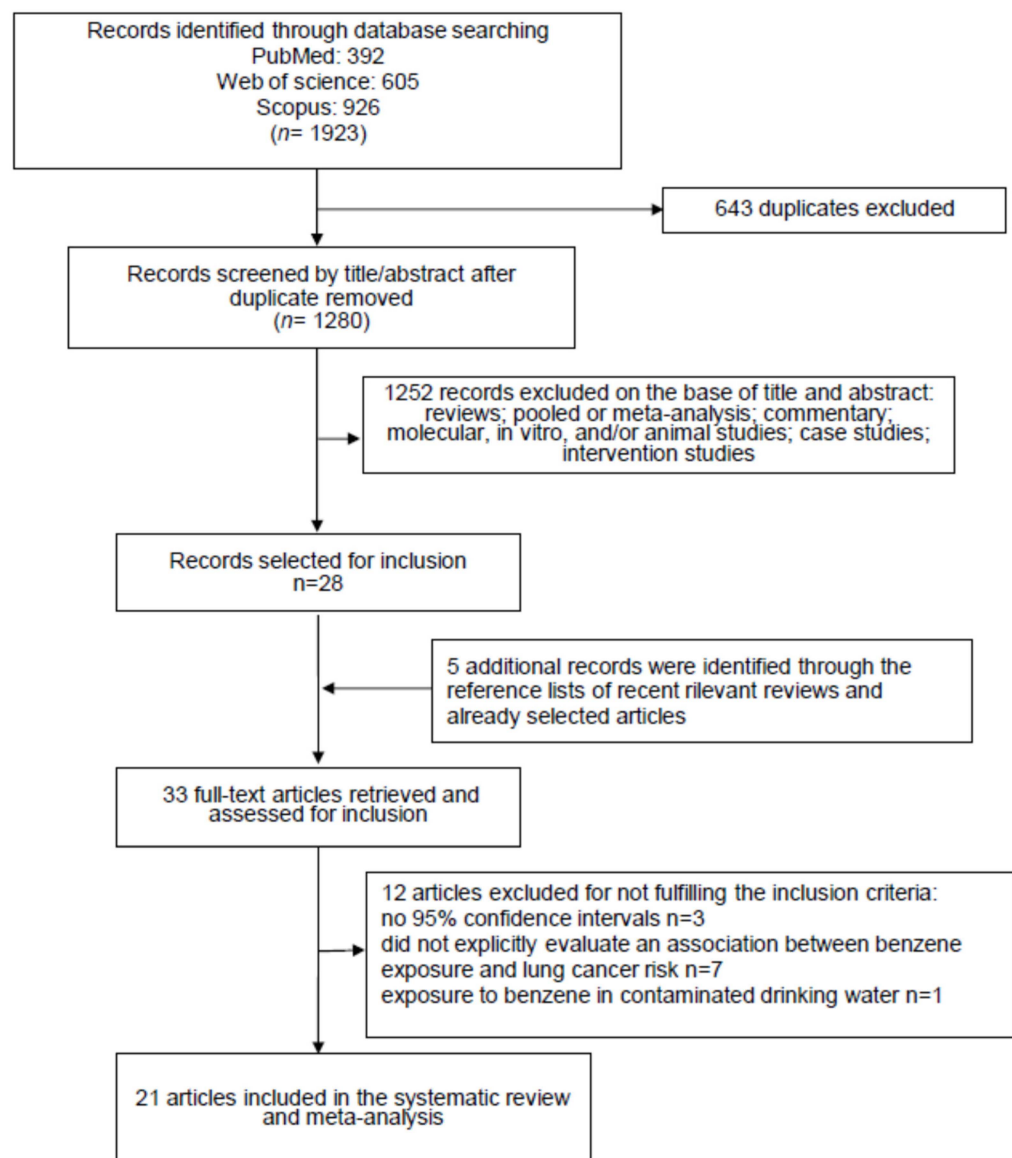 Records identified through database searching
PubMed: 392
Web of science: 605
Scopus: 926
(n= 1923)
643 duplicates excluded
Records screened by title/abstract after
duplicate removed
(n= 1280)
1252 records excluded on the base of title and abstract:
reviews; pooled or meta-analysis; commentary;
molecular, in vitro, and/or animal studies; case studies;
intervention studies
Records selected for inclusion
n=28
5 additional records were identified through the
reference lists of recent rilevant reviews and
already selected articles
33 full-text articles retrieved and
assessed for inclusion
12 articles excluded for not fulfilling the inclusion criteria:
no 95% confidence intervals n=3
did not explicitly evaluate an association between benzene
exposure and lung cancer risk n=7
exposure to benzene in contaminated drinking water n=1
21 articles included in the systematic review
and meta-analysis